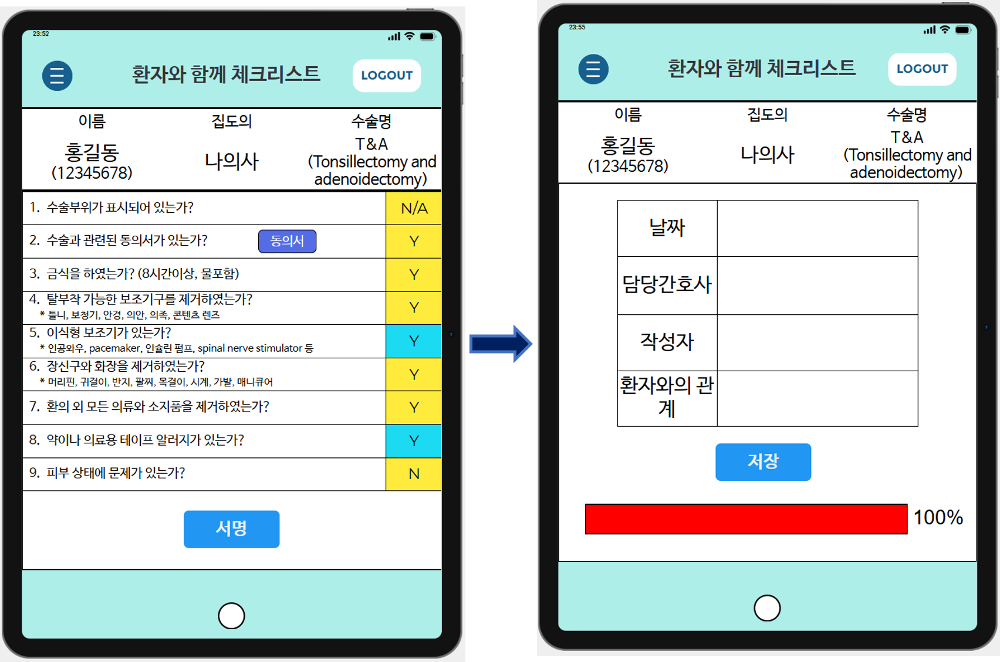 23:52
환자와 함께 체크리스트
LOGOUT
이름
집도의
수술명
홍길동
(12345678)
나의사
T&A
(Tonsillectomy and
adenoidectomy)
1. 수술부위가 표시되어 있는가?
N/A
2. 수술과 관련된 동의서가 있는가?
동의서
Y
3. 금식을 하였는가? (8시간이상, 물포함)
Y
4. 탈부착 가능한 보조기구를 제거하였는가?
* 틀니, 보청기, 안경, 의안, 의족, 콘텐츠 렌즈
Y
5. 이식형 보조기가 있는가?
* 인공와우, pacemaker, 인슐린 펌프, spinal nerve stimulator 등
Y
6. 장신구와 화장을 제거하였는가?
* 머리핀, 귀걸이, 반지, 팔찌, 목걸이, 시계, 가발, 매니큐어
Y
7. 환의 외 모든 의류와 소지품을 제거하였는가?
Y
8. 약이나 의료용 테이프 알러지가 있는가?
Y
9. 피부 상태에 문제가 있는가?
N
서명
23:55
환자와 함께 체크리스트
LOGOUT
이름
집도의
수술명
홍길동
(12345678)
나의사
T&A
(Tonsillectomy and
adenoidectomy)
날짜
담당간호사
작성자
환자와의 관
계
저장
100%